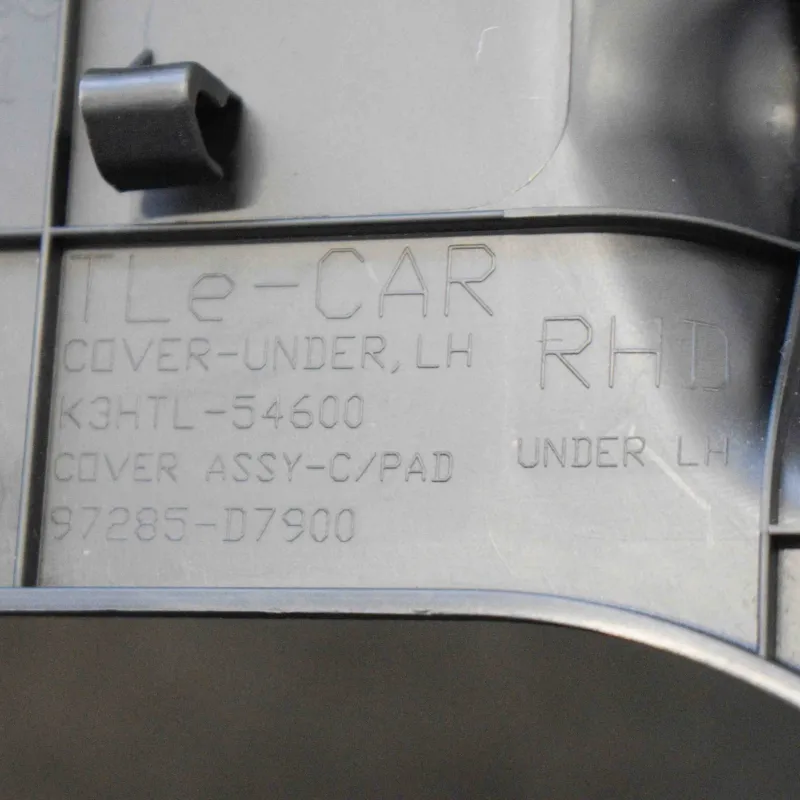 TLe-CAR
COVER-UNDER, LH
K3HTL-54600
COVER ASSY-C/PAD
97285-D7900
RHD
UNDER LH